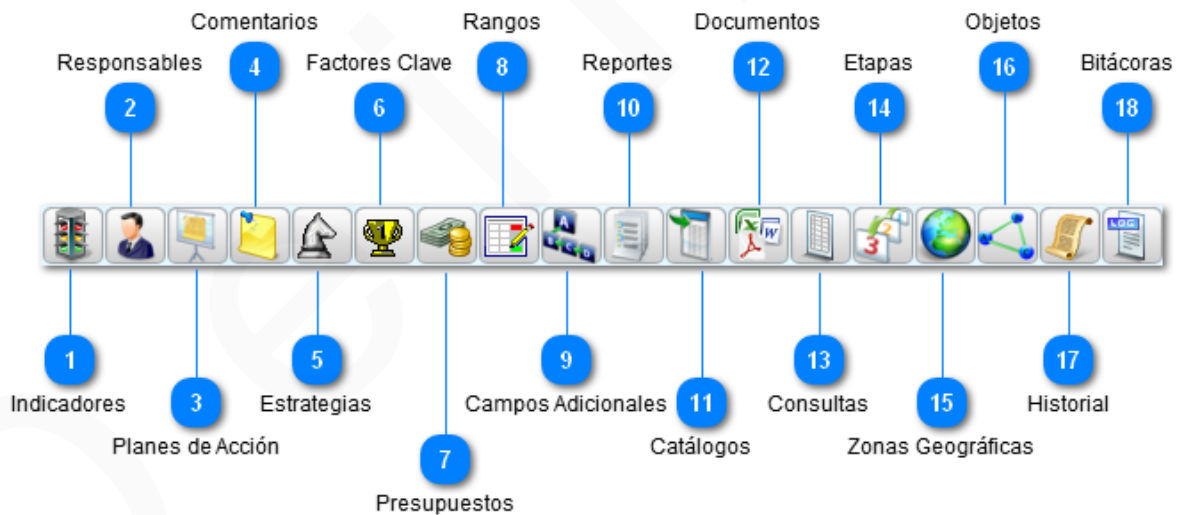 Comentarios
Rangos
Documentos
Objetos
Responsables
4
Factores Clave
8
Reportes
12
Etapas
16
Bitácoras
2
6
10
14
18
1
5
9
13
17
Indicadores
3
Estrategias
Campos Adicionales
11
Consultas
15
Historial
Planes de Acción
7
Catálogos
Zonas Geográficas
Presupuestos